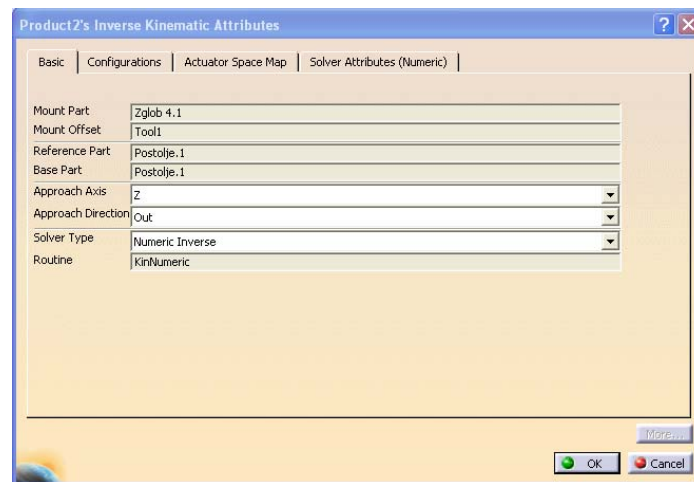 Product2's Inverse Kinematic Attributes
Basic Configurations Actuator Space Map Solver Attributes (Numeric)
Mount Part Zglob 4.1
Mount Offset Tool1
Reference Part Postolje.1
Base Part Postolje.1
Approach Axis Z
Approach Direction Out
Solver Type Numeric Inverse
Routine KinNumeric
More...
OK Cancel